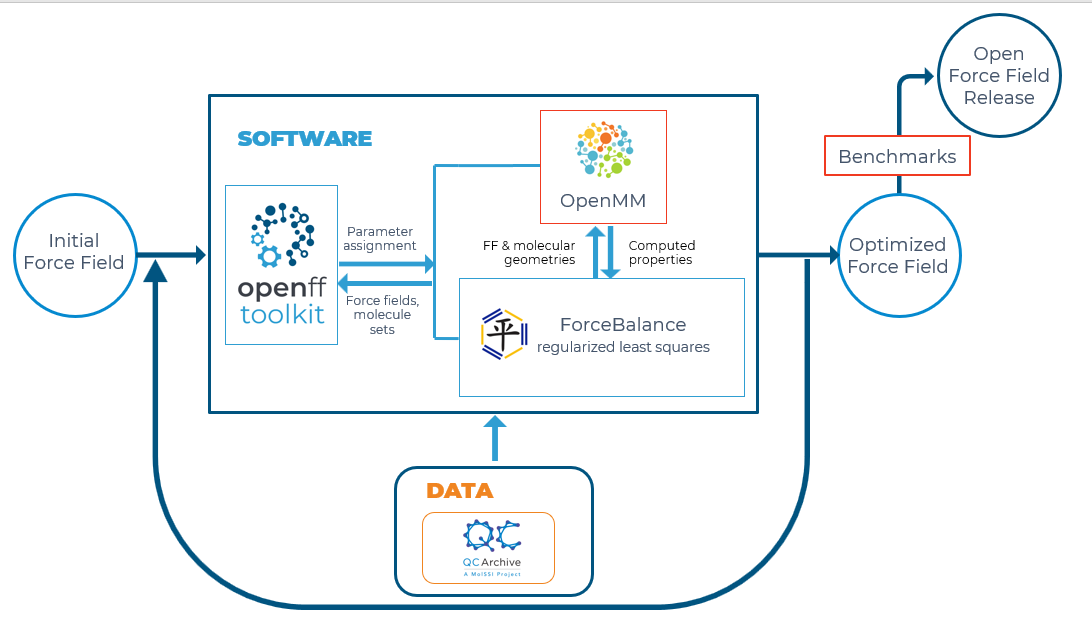 Open
Force Field
Release
SOFTWARE
Benchmarks
OpenMM
Initial
Force Field
Parameter
assignment
FF & molecular
geometries
Computed
properties
Optimized
Force Field
openff
toolkit
Force fields,
molecule
sets
平
ForceBalance
regularized least squares
DATA
QC
QCArchive
A MolSSI Project